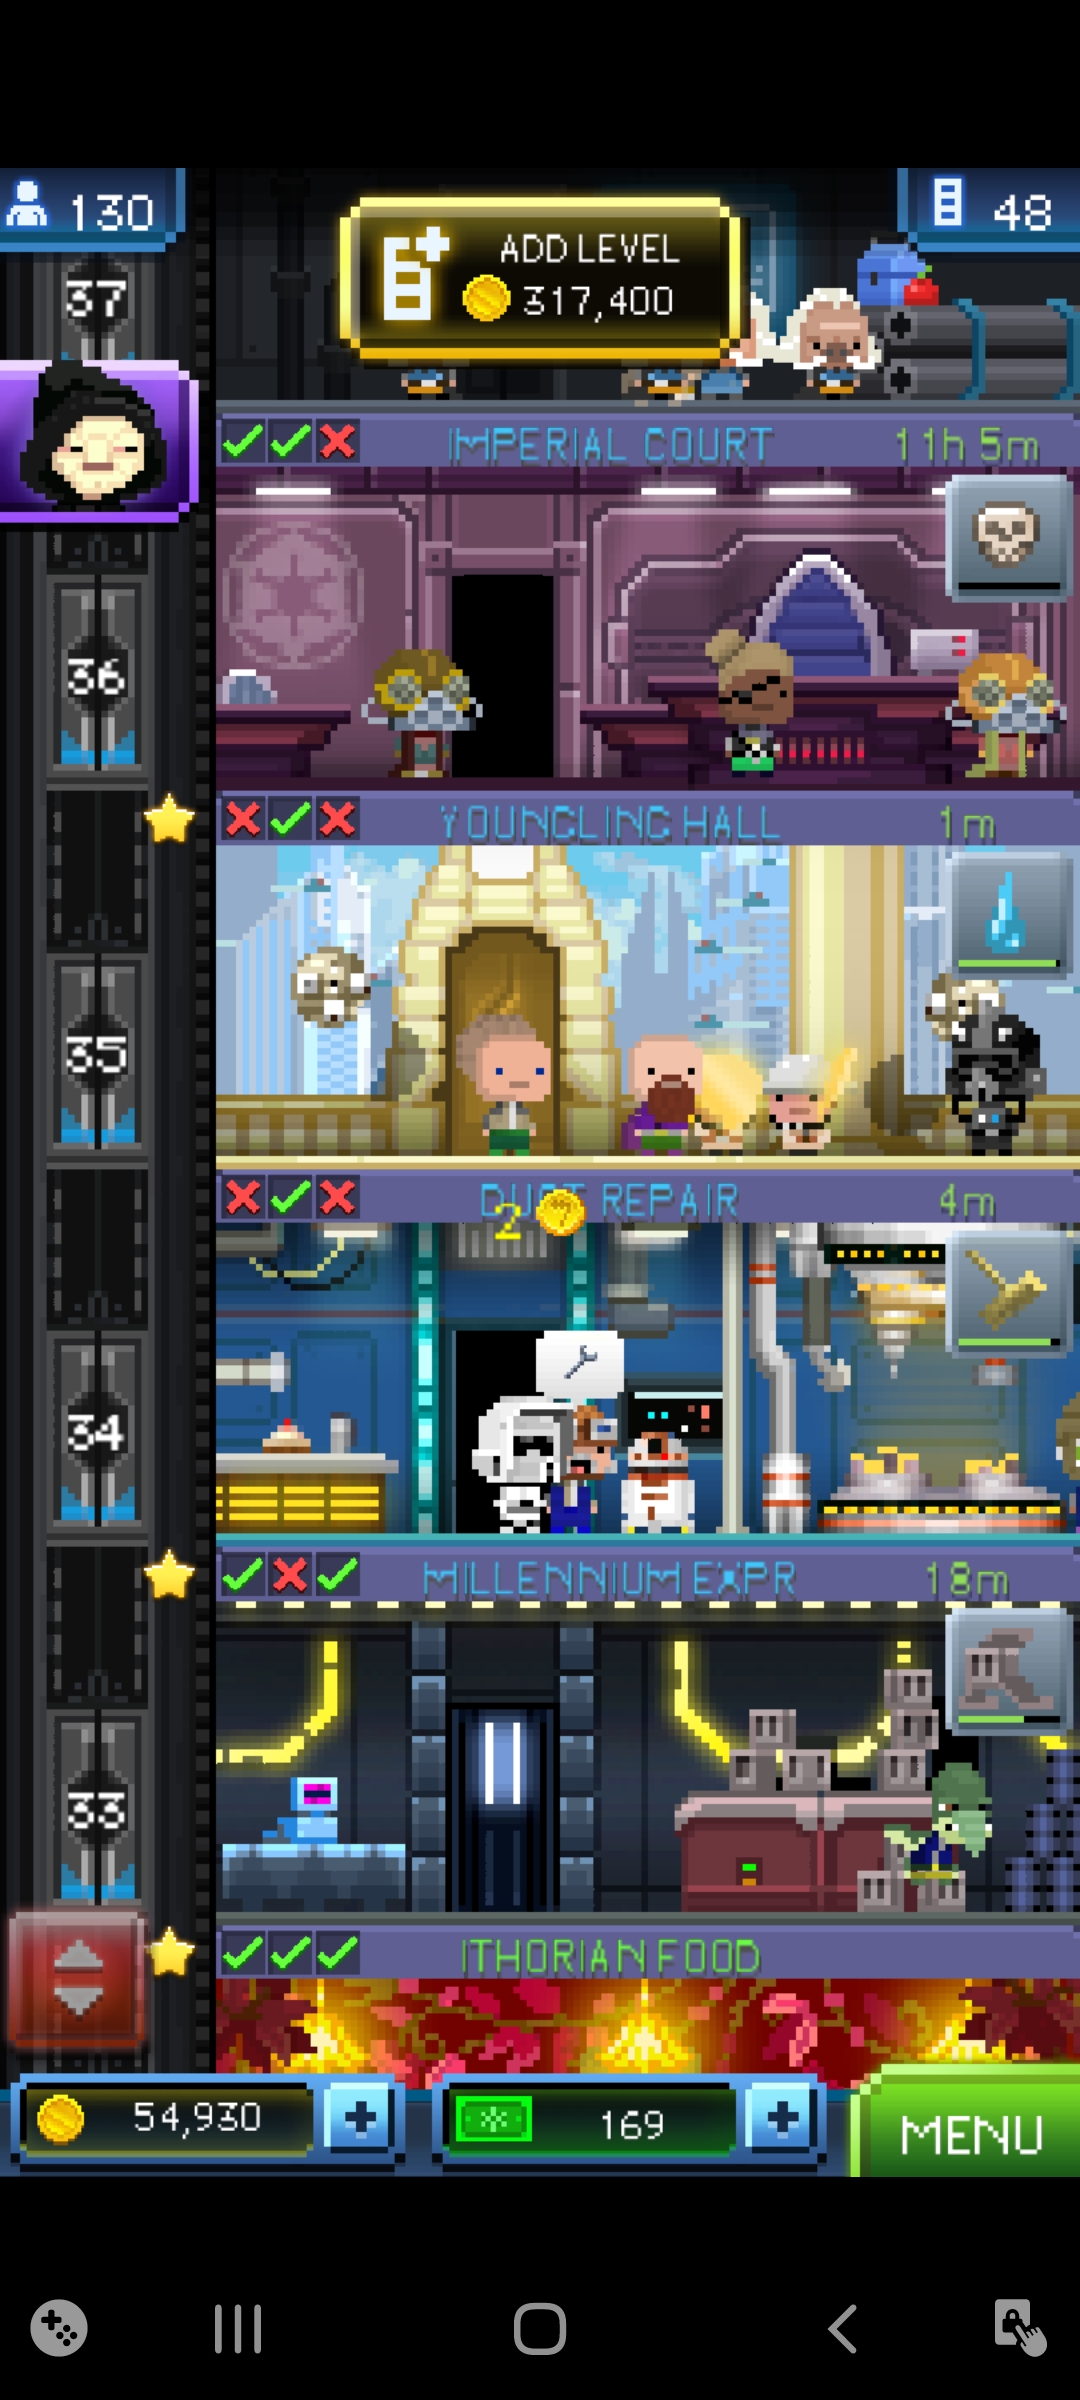 130
48
ADD LEVEL
317,400
37
IMPERIAL COURT 11h 5m
36
YOUNGLING HALL 1m
35
REPAIR 4m
2
34
MILLENNIUM EXPR 18m
33
ITHORIAN FOOD
54,930
169
MENU